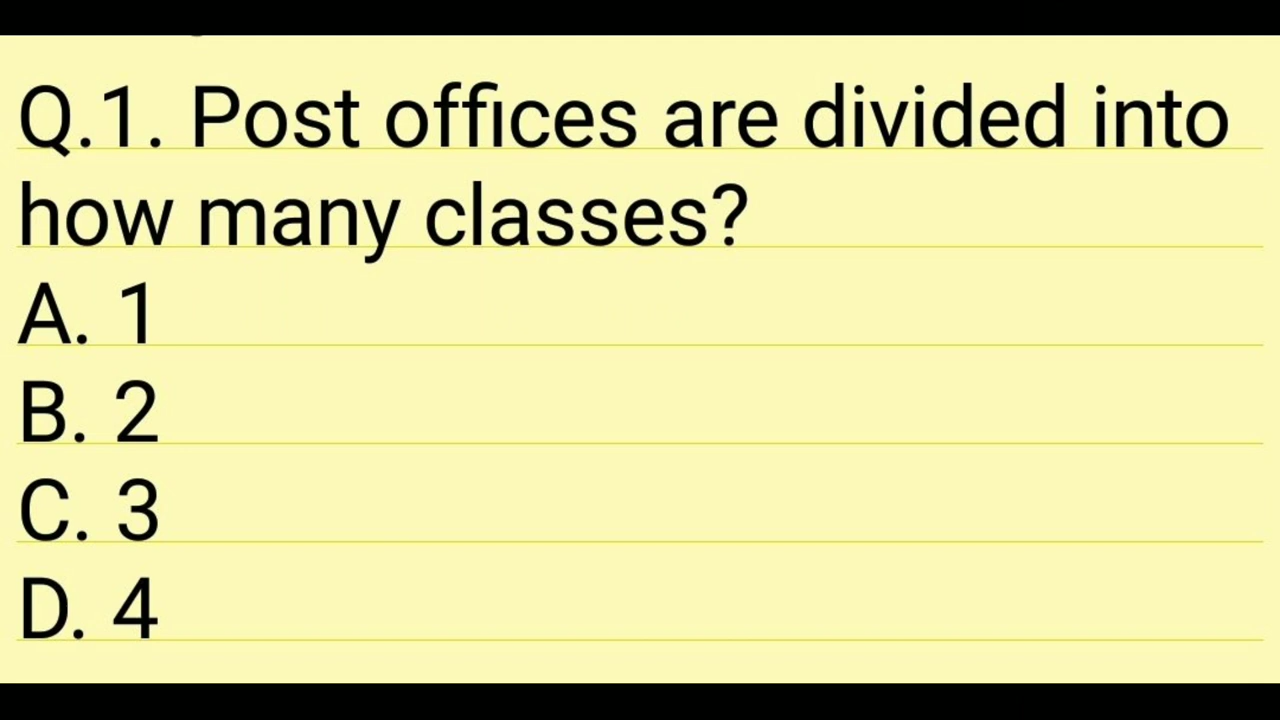 Q.1. Post offices are divided into
how many classes?
A. 1
B. 2
C. 3
D. 4